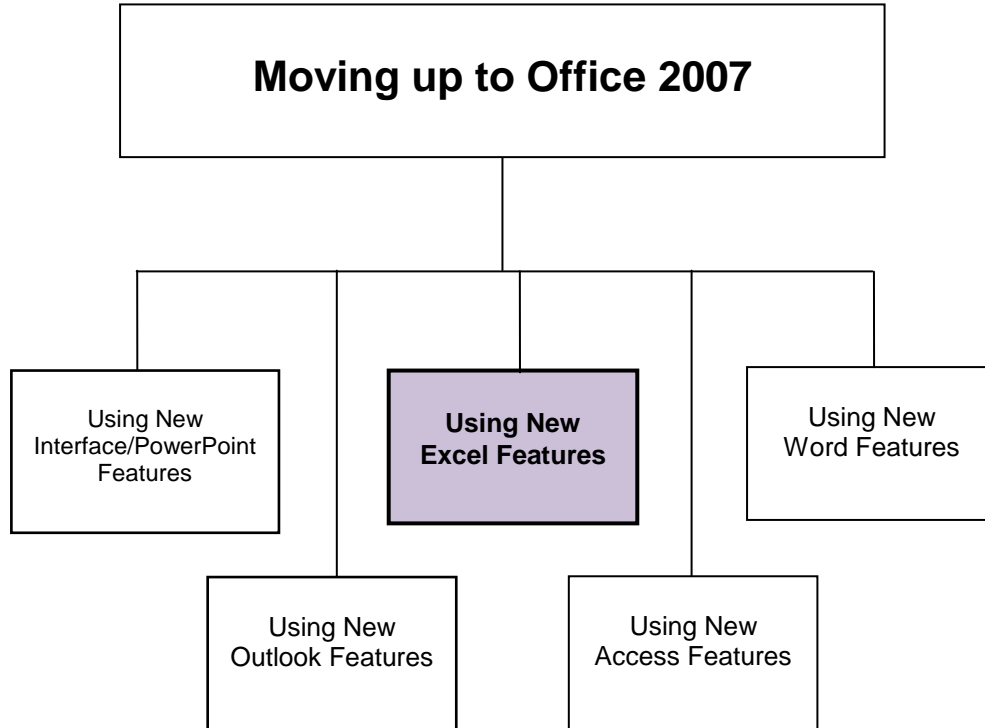 Moving up to Office 2007
Using New
Interface/PowerPoint
Features
Using New
Excel Features
Using New
Word Features
Using New
Outlook Features
Using New
Access Features